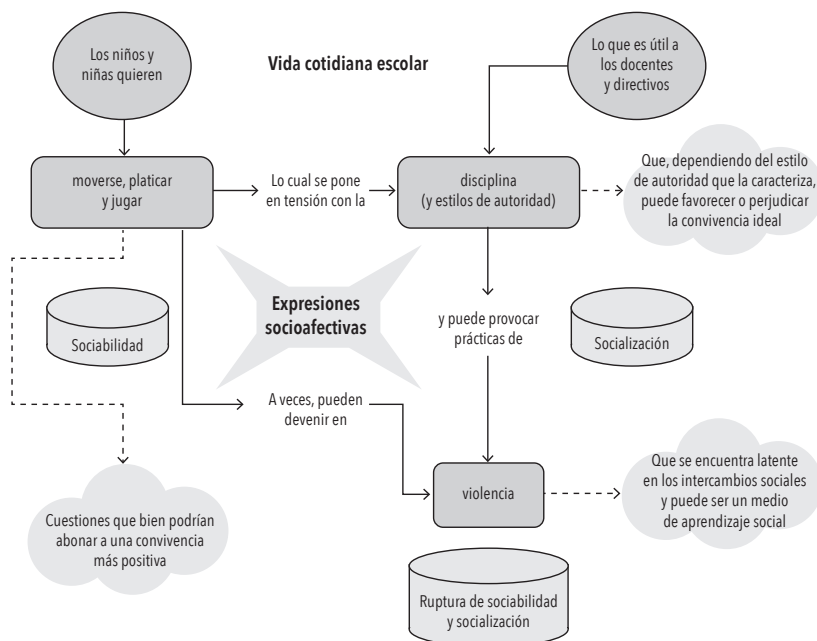 Los niños y
niñas quieren
Vida cotidiana escolar
Lo que es útil a
los docentes
y directivos
moverse, platicar
y jugar
Lo cual se pone
en tensión con la
disciplina
(y estilos de autoridad)
Que, dependiendo del estilo
de autoridad que la caracteriza,
puede favorecer o perjudicar
la convivencia ideal
Sociabilidad
Expresiones
socioafectivas
y puede provocar
prácticas de
Socialización
A veces, pueden
devenir en
violencia
Que se encuentra latente
en los intercambios sociales
y puede ser un medio
de aprendizaje social
Cuestiones que bien podrían
abonar a una convivencia
más positiva
Ruptura de sociabilidad
y socialización